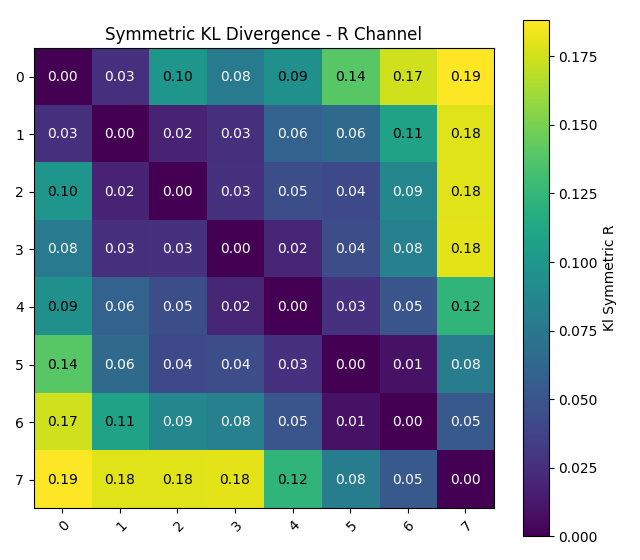 Symmetric KL Divergence - R Channel
0 0.00 0.03 0.10 0.08 0.09 0.14 0.17 0.19
1 0.03 0.00 0.02 0.03 0.06 0.06 0.11 0.18
2 0.10 0.02 0.00 0.03 0.05 0.04 0.09 0.18
3 0.08 0.03 0.03 0.00 0.02 0.04 0.08 0.18
4 0.09 0.06 0.05 0.02 0.00 0.03 0.05 0.12
5 0.14 0.06 0.04 0.04 0.03 0.00 0.01 0.08
6 0.17 0.11 0.09 0.08 0.05 0.01 0.00 0.05
7 0.19 0.18 0.18 0.18 0.12 0.08 0.05 0.00
0 1 2 3 4 5 6 7
0.175
0.150
0.125
0.100
0.075
0.050
0.025
0.000
Kl Symmetric R